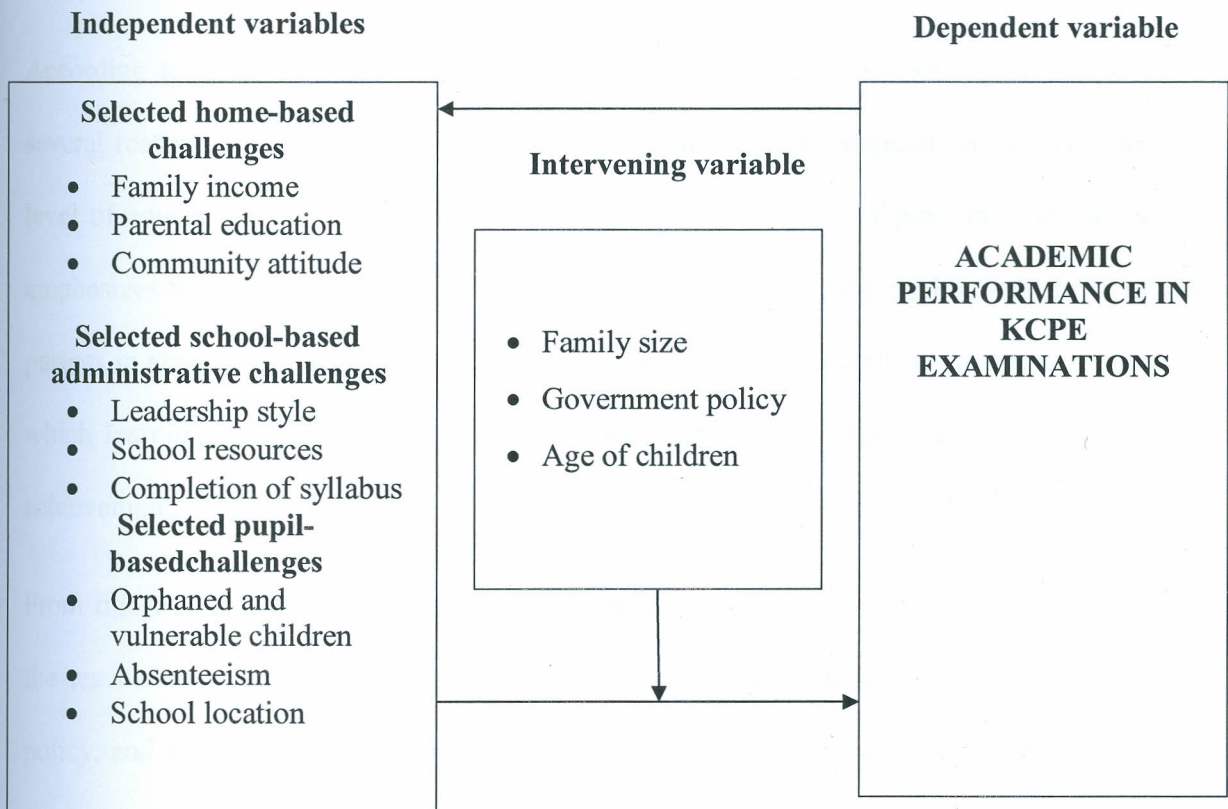 Independent variables
Dependent variable
Selected home-based
challenges
• Family income
• Parental education
• Community attitude
Selected school-based
administrative challenges
• Leadership style
• School resources
• Completion of syllabus
Selected pupil-
basedchallenges
• Orphaned and
vulnerable children
• Absenteeism
• School location
Intervening variable
• Family size
• Government policy
• Age of children
ACADEMIC
PERFORMANCE IN
KCPE
EXAMINATIONS